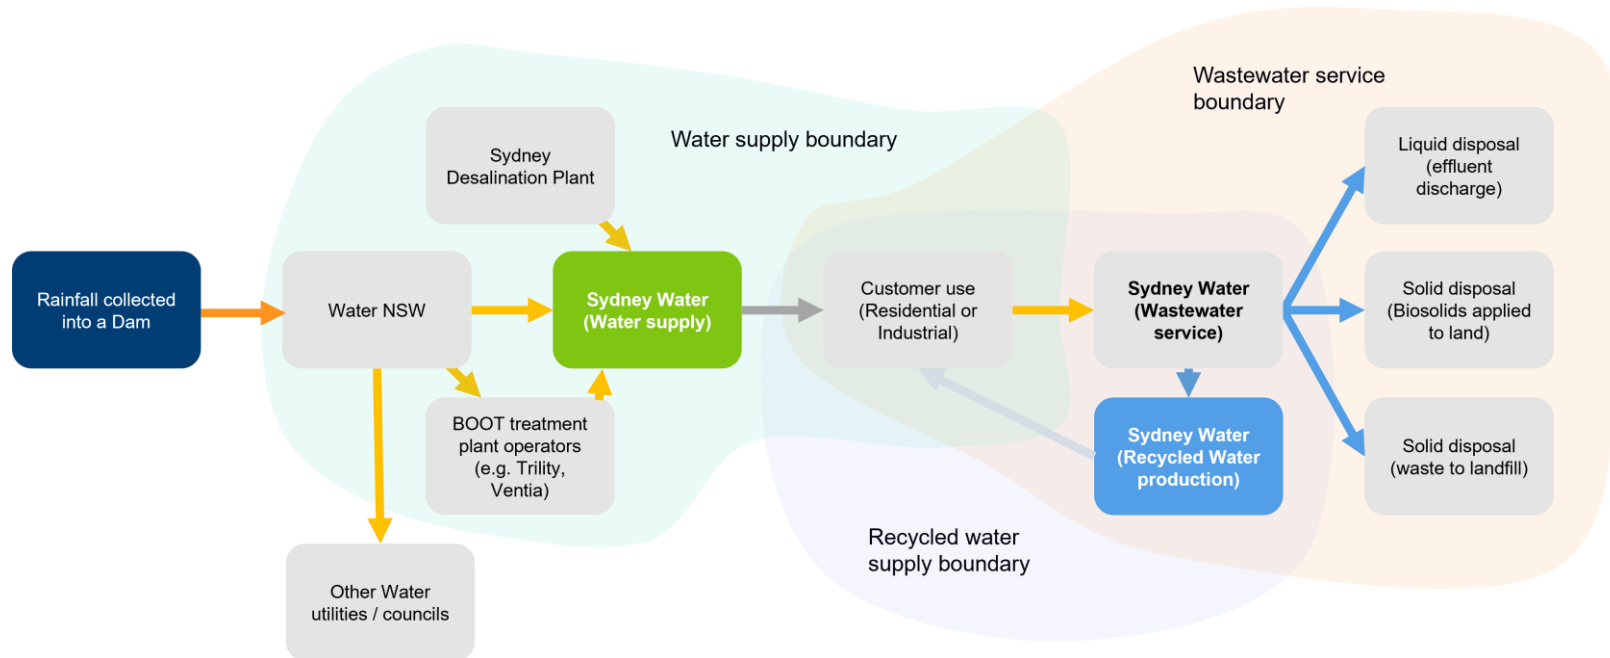 Wastewater service
boundary
Water supply boundary
Sydney
Desalination Plant
Liquid disposal
(effluent
discharge)
Rainfall collected
into a Dam
Water NSW
Sydney Water
(Water supply)
Customer use
(Residential or
Industrial)
Sydney Water
(Wastewater
service)
Solid disposal
(Biosolids applied
to land)
BOOT treatment
plant operators
(e.g. Trility,
Ventia)
Sydney Water
(Recycled Water
production)
Solid disposal
(waste to landfill)
Recycled water
supply boundary
Other Water
utilities / councils